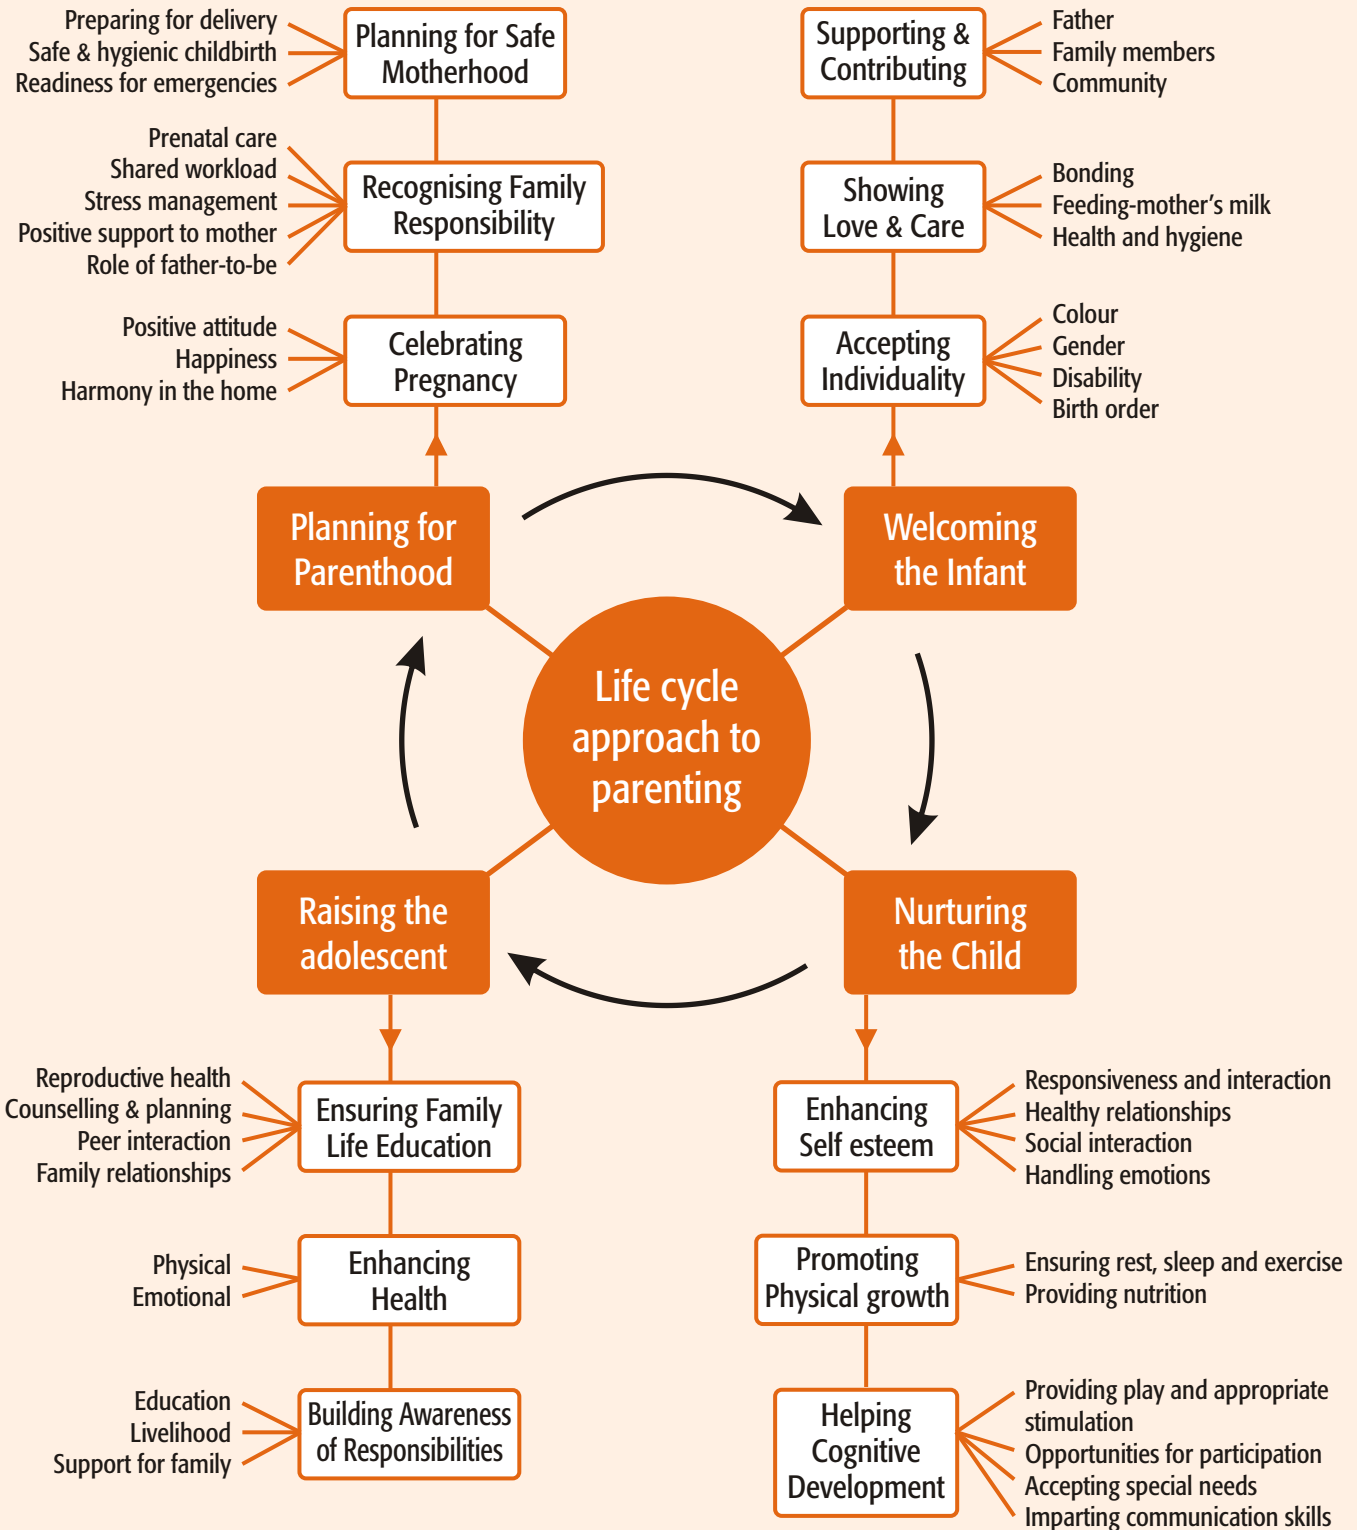 Preparing for delivery
Safe & hygienic childbirth
Readiness for emergencies
Planning for Safe
Motherhood
Prenatal care
Shared workload
Stress management
Positive support to mother
Role of father-to-be
Recognising Family
Responsibility
Positive attitude
Happiness
Harmony in the home
Celebrating
Pregnancy
Planning for
Parenthood
Supporting &
Contributing
Father
Family members
Community
Showing
Love & Care
Bonding
Feeding-mother's milk
Health and hygiene
Accepting
Individuality
Colour
Gender
Disability
Birth order
Welcoming
the Infant
Life cycle
approach to
parenting
Raising the
adolescent
Reproductive health
Counselling & planning
Peer interaction
Family relationships
Ensuring Family
Life Education
Physical
Emotional
Enhancing
Health
Education
Livelihood
Support for family
Building Awareness
of Responsibilities
Nurturing
the Child
Enhancing
Self esteem
Responsiveness and interaction
Healthy relationships
Social interaction
Handling emotions
Promoting
Physical growth
Ensuring rest, sleep and exercise
Providing nutrition
Helping
Cognitive
Development
Providing play and appropriate
stimulation
Opportunities for participation
Accepting special needs
Imparting communication skills